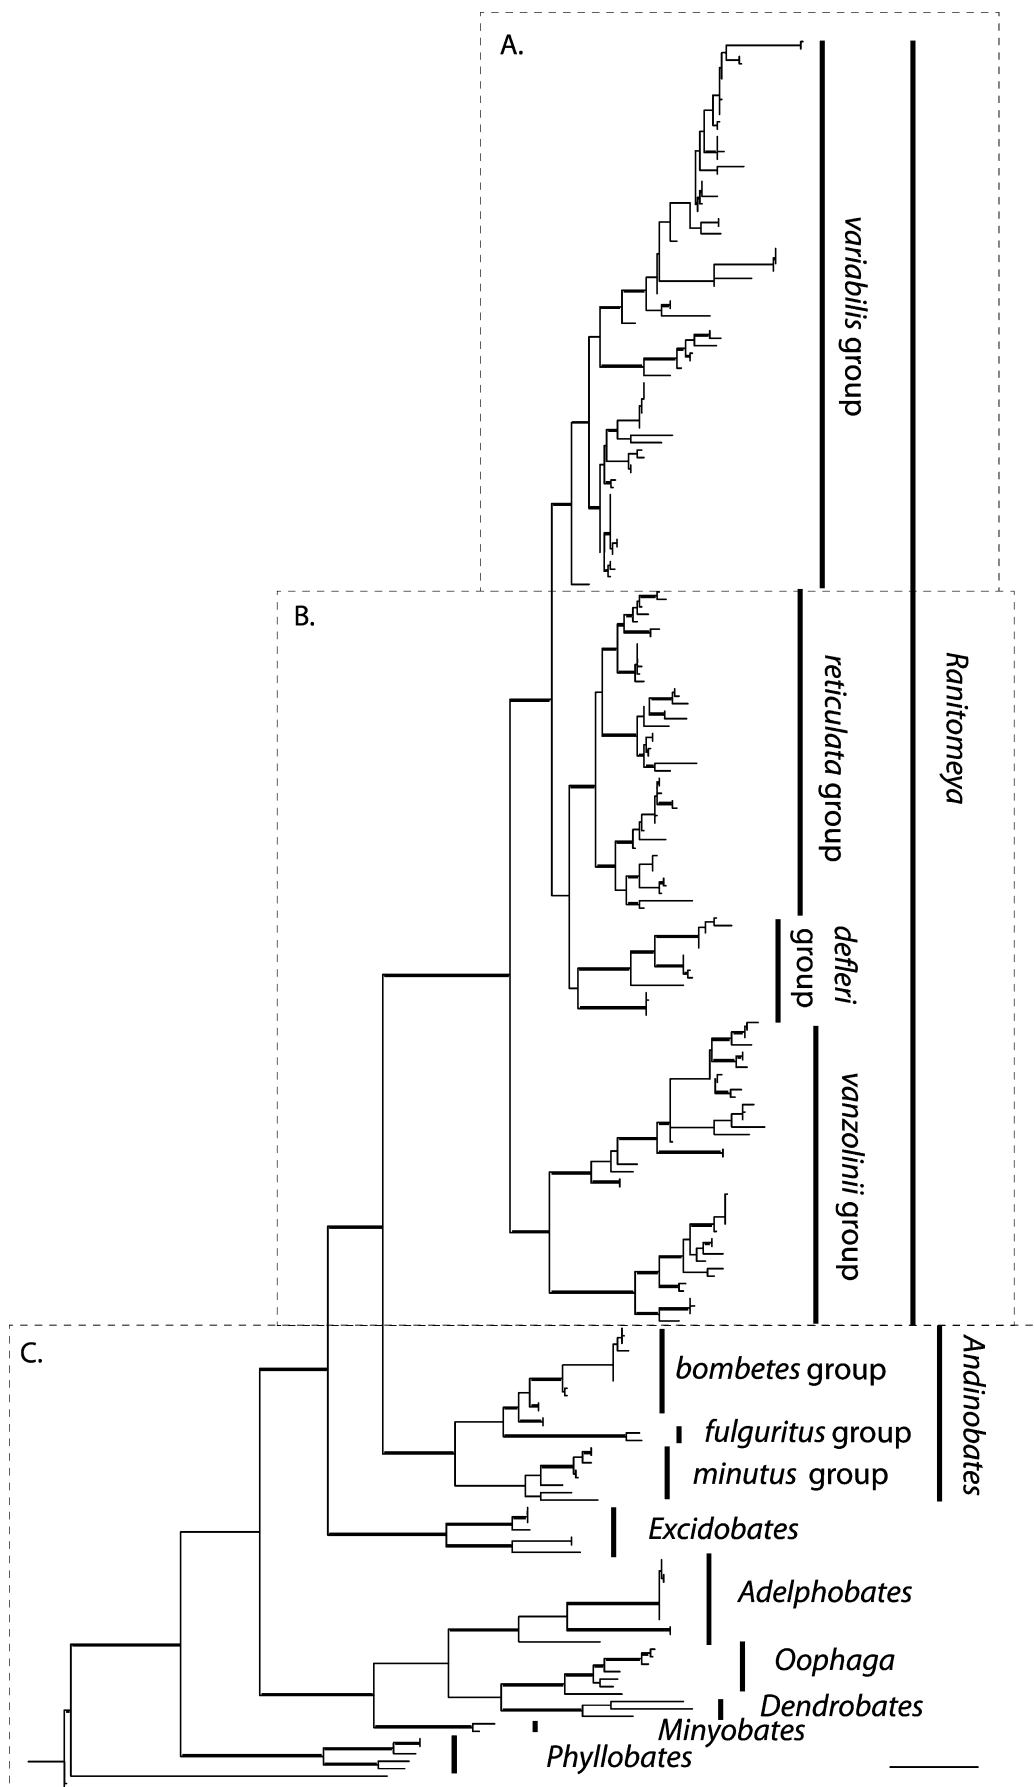 A.
variabilis group
B.
reticulata group
Ranitomeya
defleri
group
vanzolinii group
C.
bombetes group
Andinobates
fulguritus group
minutus group
Excidobates
Adelphobates
Oophaga
Dendrobates
Minyobates
Phyllobates